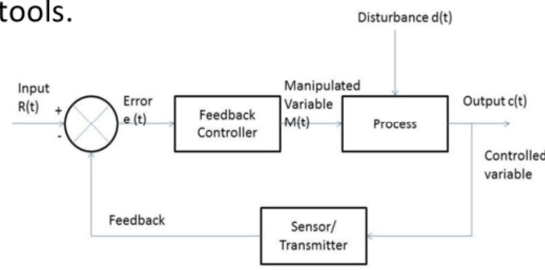 tools.
Disturbance d(t)
Input
R(t)
+
-
Error
e (t)
Feedback
Controller
Manipulated
Variable
M(t)
Process
Output c(t)
Controlled
variable
Feedback
Sensor/
Transmitter